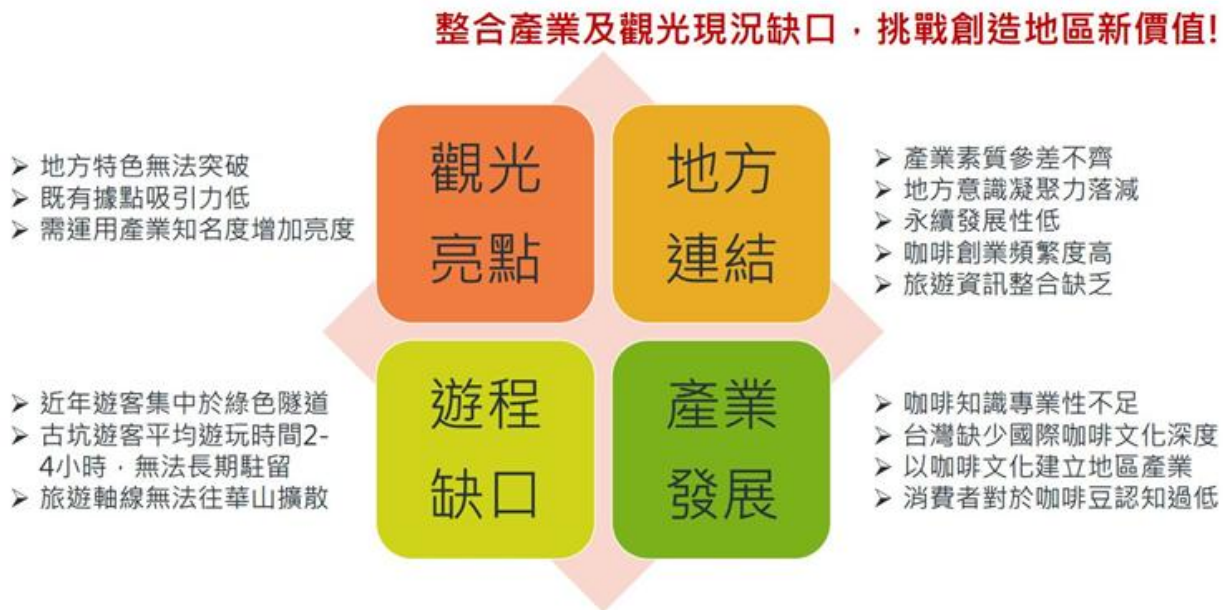 整合產業及觀光現況缺口，挑戰創造地區新價值!
➢ 地方特色無法突破
➢ 既有據點吸引力低
➢ 需運用產業知名度增加亮度
觀光
亮點
地方
連結
➢ 產業素質參差不齊
➢ 地方意識凝聚力落減
➢ 永續發展性低
➢ 咖啡創業頻繁度高
➢ 旅遊資訊整合缺乏
➢ 近年遊客集中於綠色隧道
➢ 古坑遊客平均遊玩時間2-
4小時，無法長期駐留
➢ 旅遊軸線無法往華山擴散
遊程
缺口
產業
發展
➢ 咖啡知識專業性不足
➢ 台灣缺少國際咖啡文化深度
➢ 以咖啡文化建立地區產業
➢ 消費者對於咖啡豆認知過低